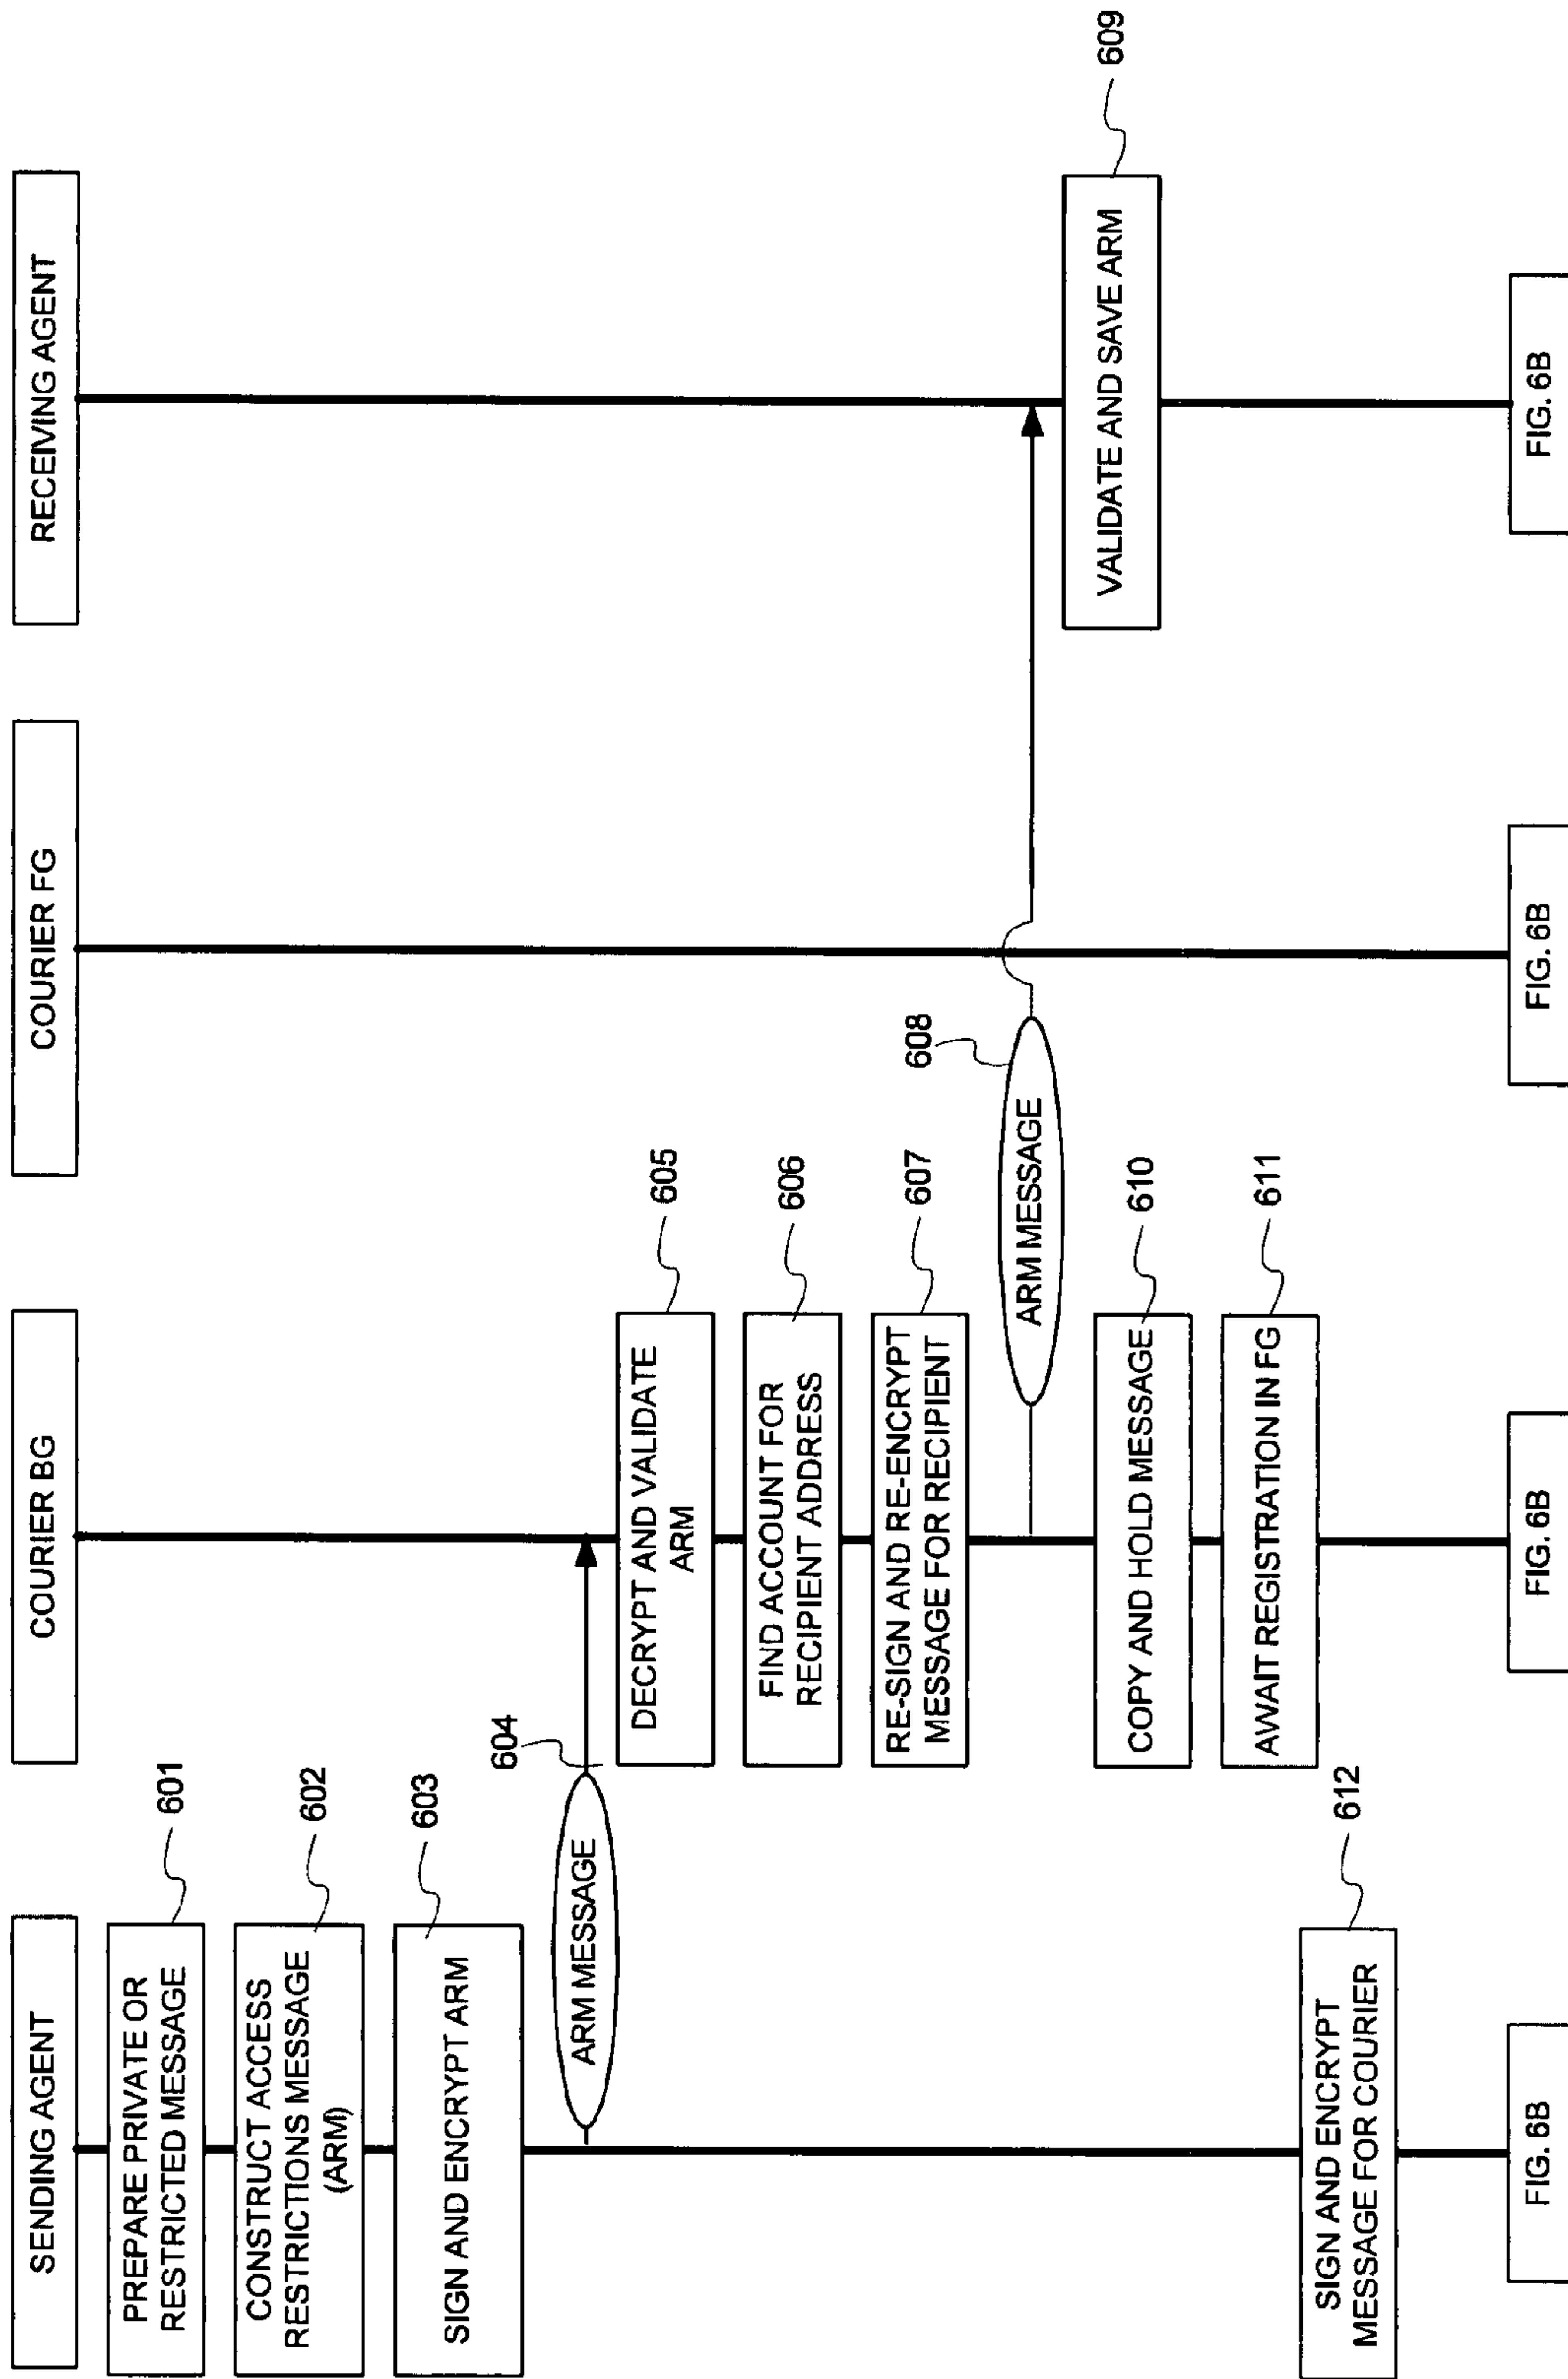 SENDING AGENT
COURIER BG
COURIER FG
RECEIVING AGENT
PREPARE PRIVATE OR
RESTRICTED MESSAGE
601
CONSTRUCT ACCESS
RESTRICTIONS MESSAGE
(ARM)
602
SIGN AND ENCRYPT ARM
603
ARM MESSAGE
604
DECRYPT AND VALIDATE
ARM
605
FIND ACCOUNT FOR
RECIPIENT ADDRESS
606
RE-SIGN AND RE-ENCRYPT
MESSAGE FOR RECIPIENT
607
ARM MESSAGE
608
VALIDATE AND SAVE ARM
609
COPY AND HOLD MESSAGE
610
AWAIT REGISTRATION IN FG
611
SIGN AND ENCRYPT
MESSAGE FOR COURIER
612
FIG. 6B
FIG. 6B
FIG. 6B
FIG. 6B